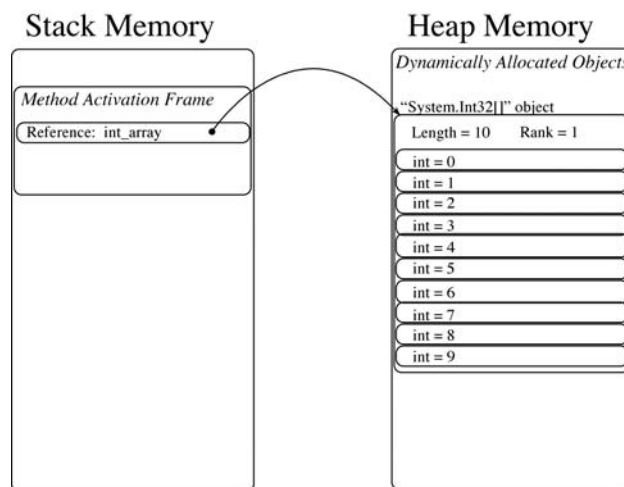 Stack Memory
Heap Memory
Method Activation Frame
Reference: int_array
Dynamically Allocated Objects
“System.Int32[]” object
Length = 10 Rank = 1
int = 0
int = 1
int = 2
int = 3
int = 4
int = 5
int = 6
int = 7
int = 8
int = 9